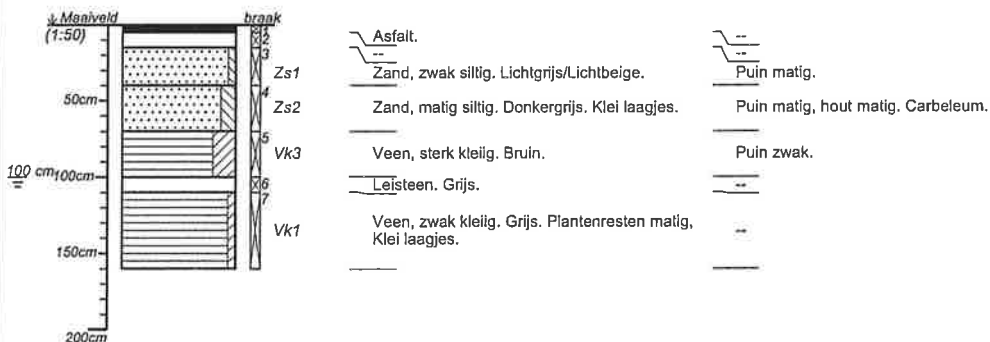 Maaiveld braak
(1:50) 1 Asfalt. --
2 -- --
3
Zs1 Zand, zwak siltig. Lichtgrijs/Lichtbeige. Puin matig.
50cm 4 Zs2 Zand, matig siltig. Donkergrijs. Klei laagjes. Puin matig, hout matig. Carbeleum.
5
Vk3 Veen, sterk kleiig. Bruin. Puin zwak.
100 cm 100cm 6 Leisteen. Grijs. --
7
Vk1 Veen, zwak kleiig. Grijs. Plantenresten matig, --
Klei laagjes.
150cm
200cm